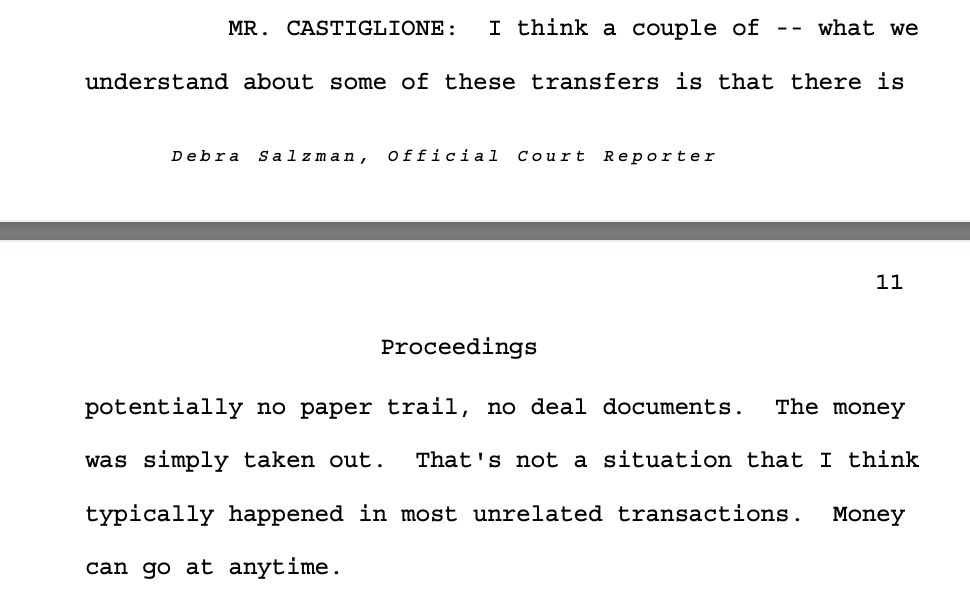 MR. CASTIGLIONE:  I think a couple of -- what we
understand about some of these transfers is that there is
Debra Salzman, Official Court Reporter
11
Proceedings
potentially no paper trail, no deal documents.  The money
was simply taken out.  That's not a situation that I think
typically happened in most unrelated transactions.  Money
can go at anytime.